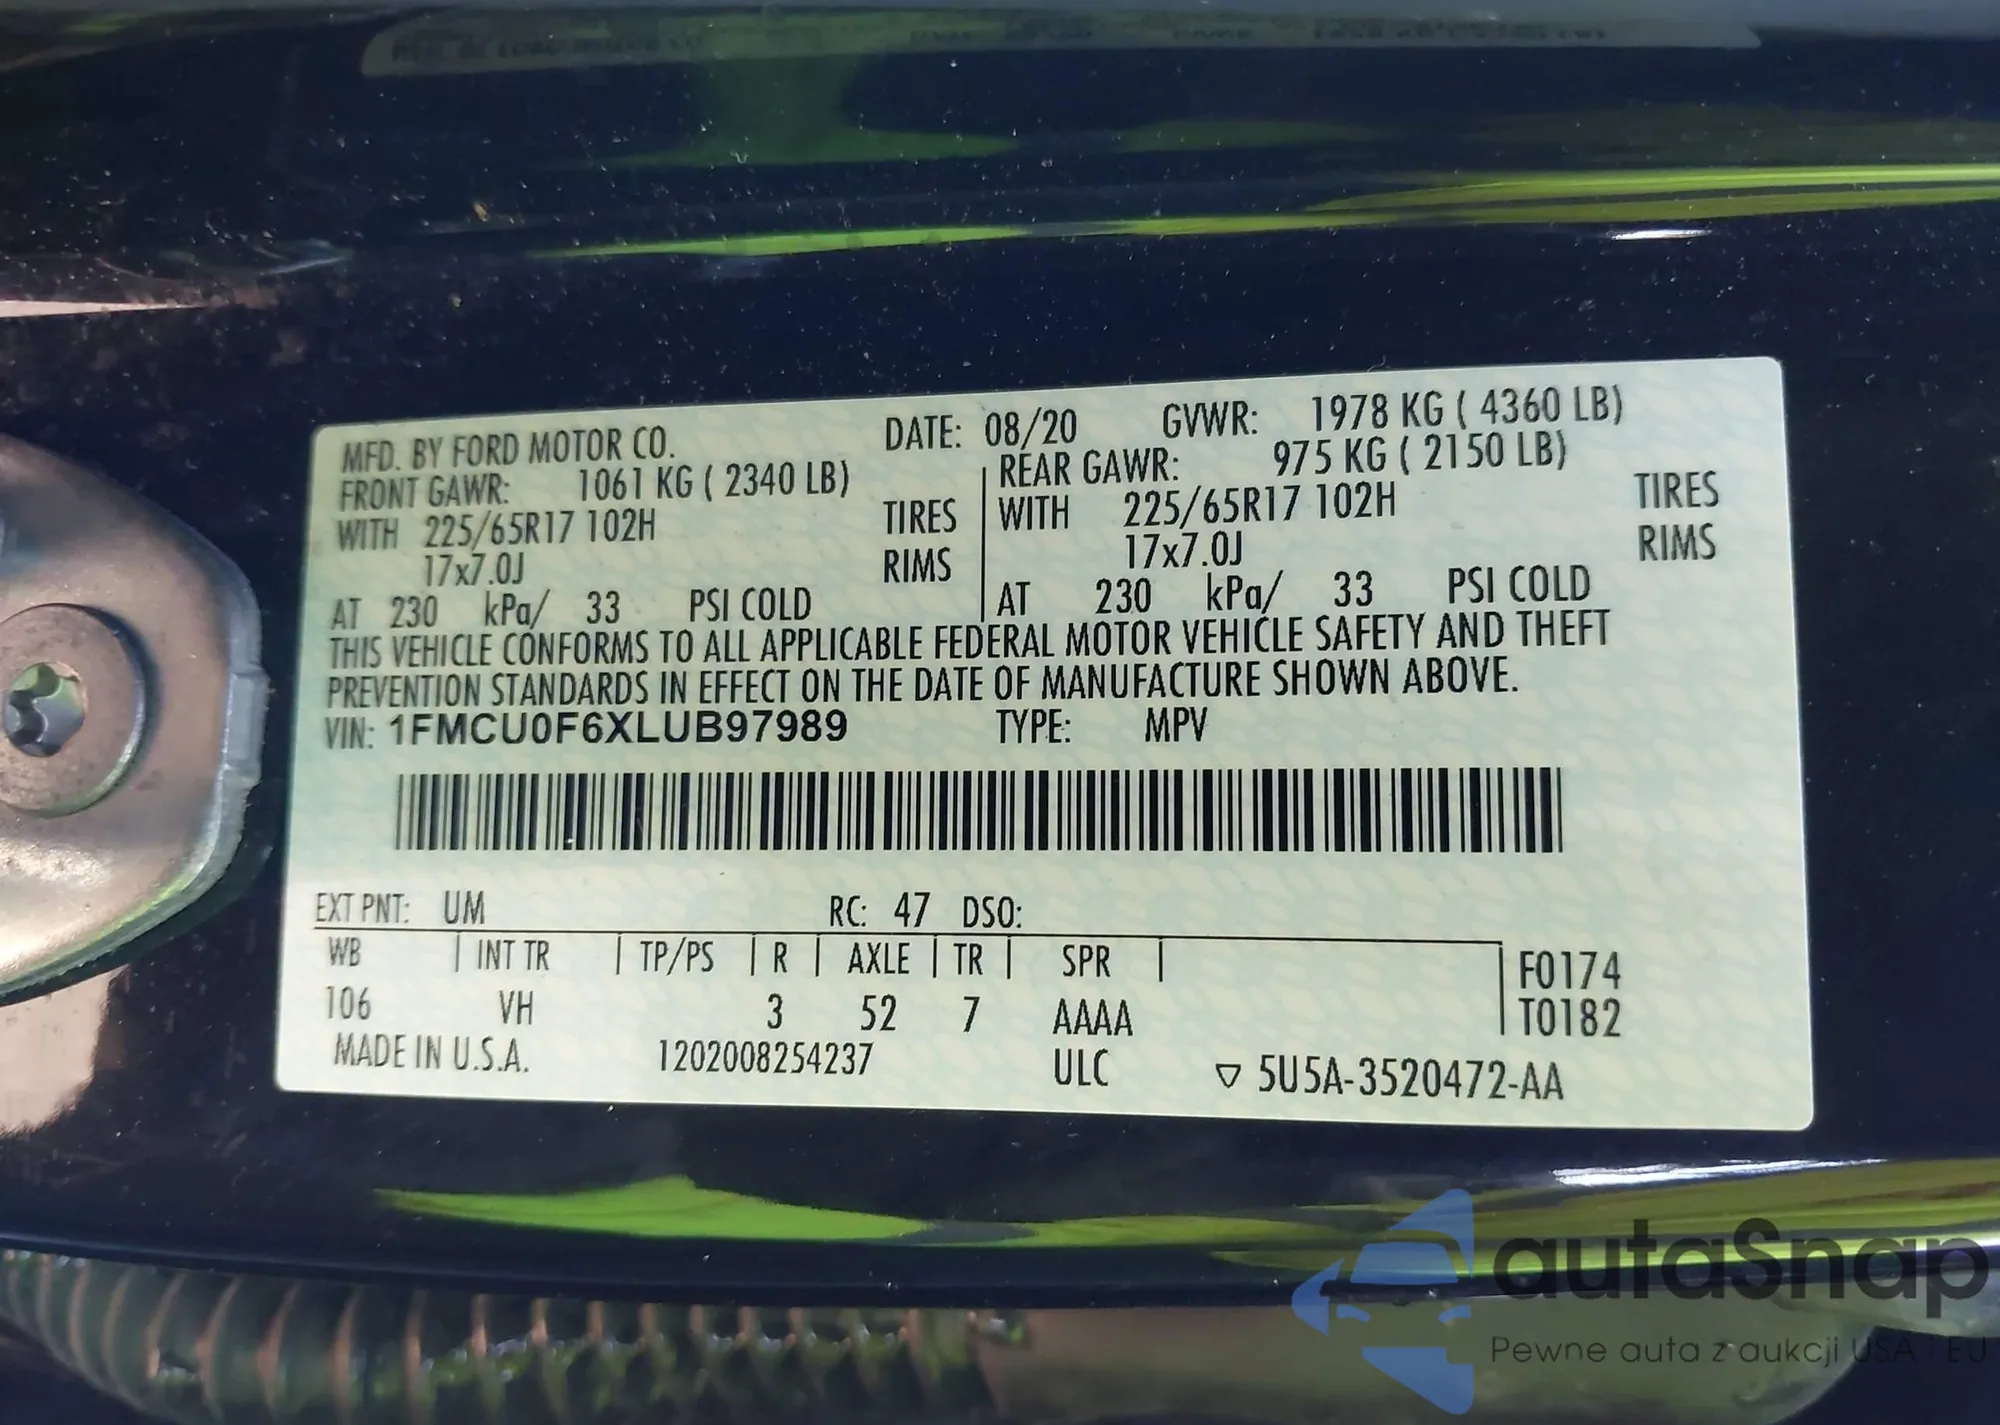 MFD. BY FORD MOTOR CO. DATE: 08/20 GVWR: 1978 KG ( 4360 LB)
FRONT GAWR: 1061 KG ( 2340 LB) REAR GAWR: 975 KG ( 2150 LB)
WITH 225/65R17 102H TIRES WITH 225/65R17 102H TIRES
17x7.0J RIMS 17x7.0J RIMS
AT 230 kPa/ 33 PSI COLD AT 230 kPa/ 33 PSI COLD
THIS VEHICLE CONFORMS TO ALL APPLICABLE FEDERAL MOTOR VEHICLE SAFETY AND THEFT
PREVENTION STANDARDS IN EFFECT ON THE DATE OF MANUFACTURE SHOWN ABOVE.
VIN: 1FMCU0F6XLUB97989 TYPE: MPV
EXT PNT: UM RC: 47 DSO:
WB INT TR TP/PS R AXLE TR SPR F0174
106 VH 3 52 7 AAAA T0182
MADE IN U.S.A. 1202008254237 ULC ▽ 5U5A-3520472-AA
autaSnap
Pewne auta z aukcji USA i EU